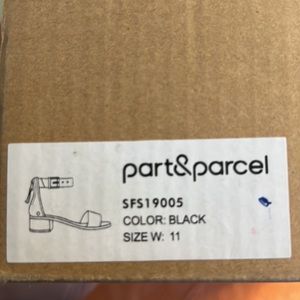 part&parcel
SFS19005
COLOR: BLACK
SIZE W: 11